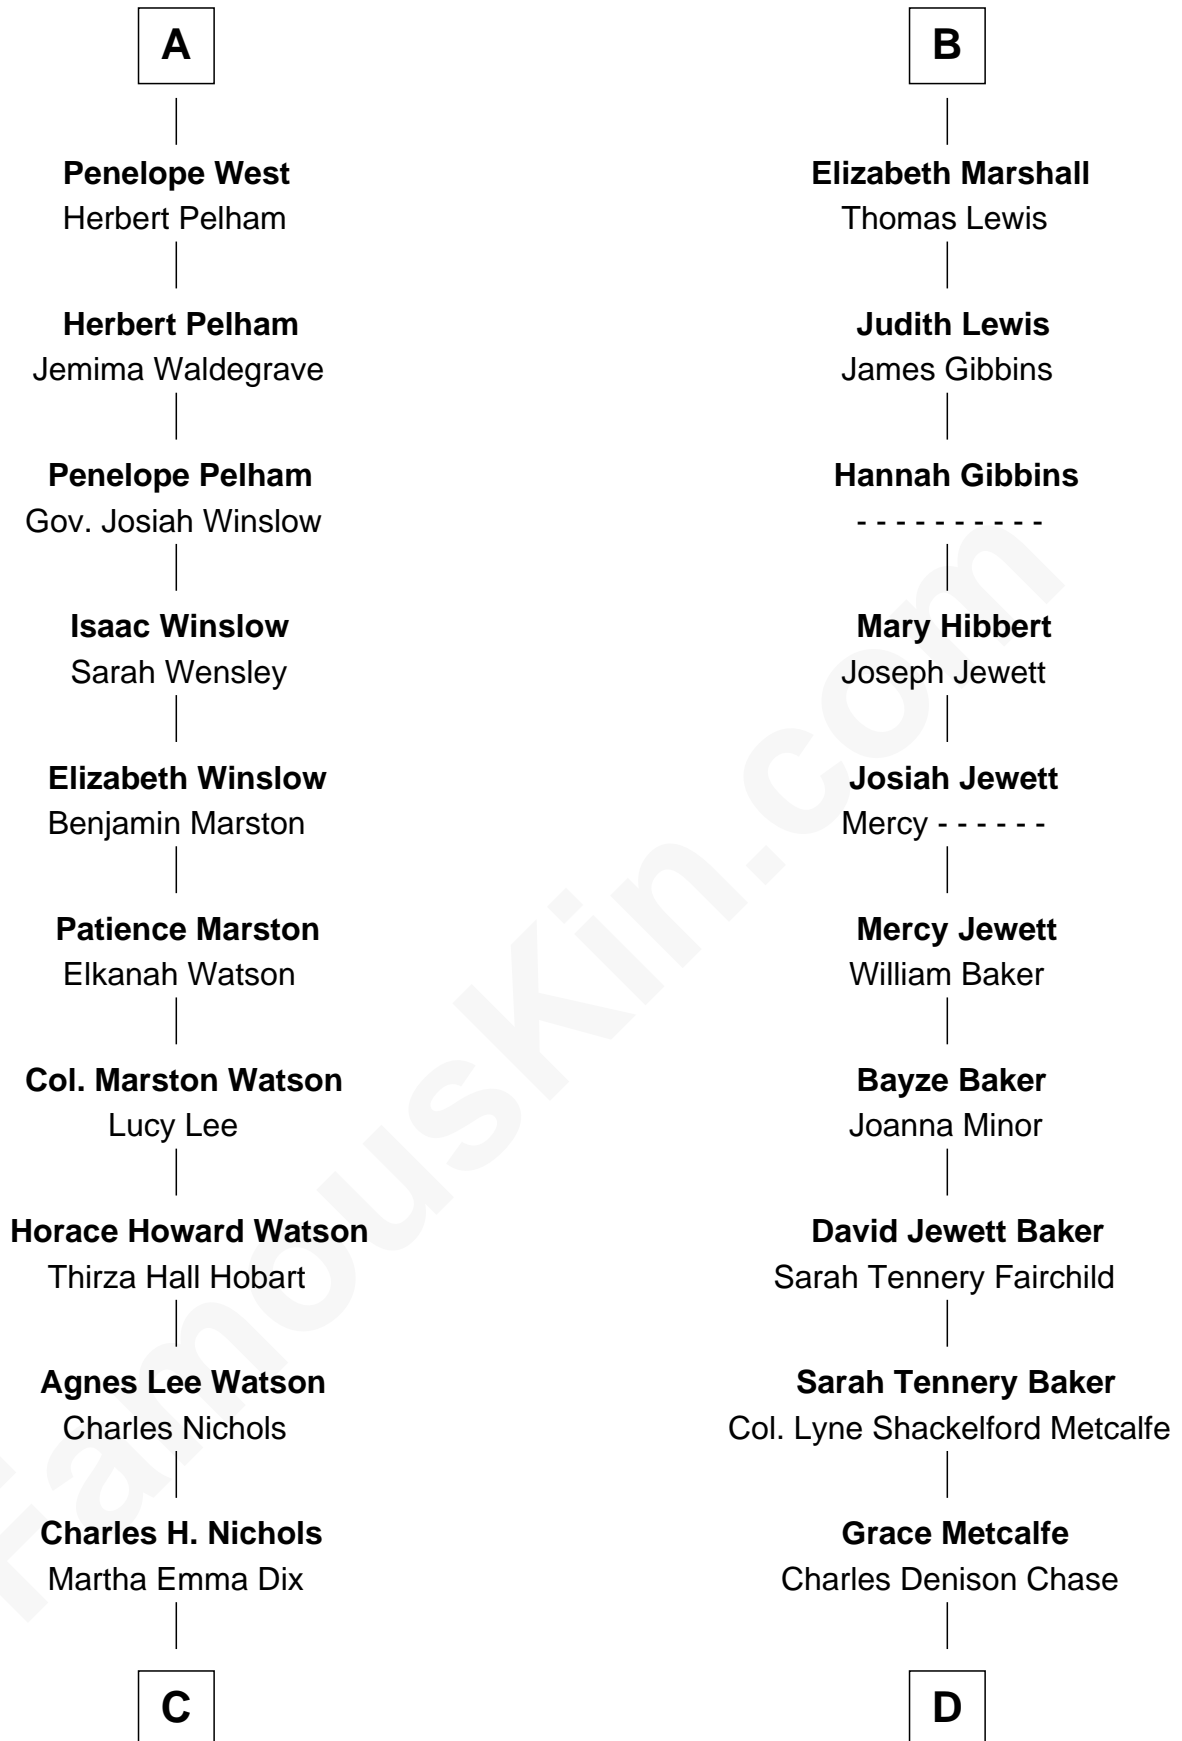 A
Penelope West
Herbert Pelham
Herbert Pelham
Jemima Waldegrave
Penelope Pelham
Gov. Josiah Winslow
Isaac Winslow
Sarah Wensley
Elizabeth Winslow
Benjamin Marston
Patience Marston
Elkanah Watson
Col. Marston Watson
Lucy Lee
Horace Howard Watson
Thirza Hall Hobart
Agnes Lee Watson
Charles Nichols
Charles H. Nichols
Martha Emma Dix
C
B
Elizabeth Marshall
Thomas Lewis
Judith Lewis
James Gibbins
Hannah Gibbins
- - - - - - - - - -
Mary Hibbert
Joseph Jewett
Josiah Jewett
Mercy - - - - - -
Mercy Jewett
William Baker
Bayze Baker
Joanna Minor
David Jewett Baker
Sarah Tennery Fairchild
Sarah Tennery Baker
Col. Lyne Shackelford Metcalfe
Grace Metcalfe
Charles Denison Chase
D
FamousKin.com